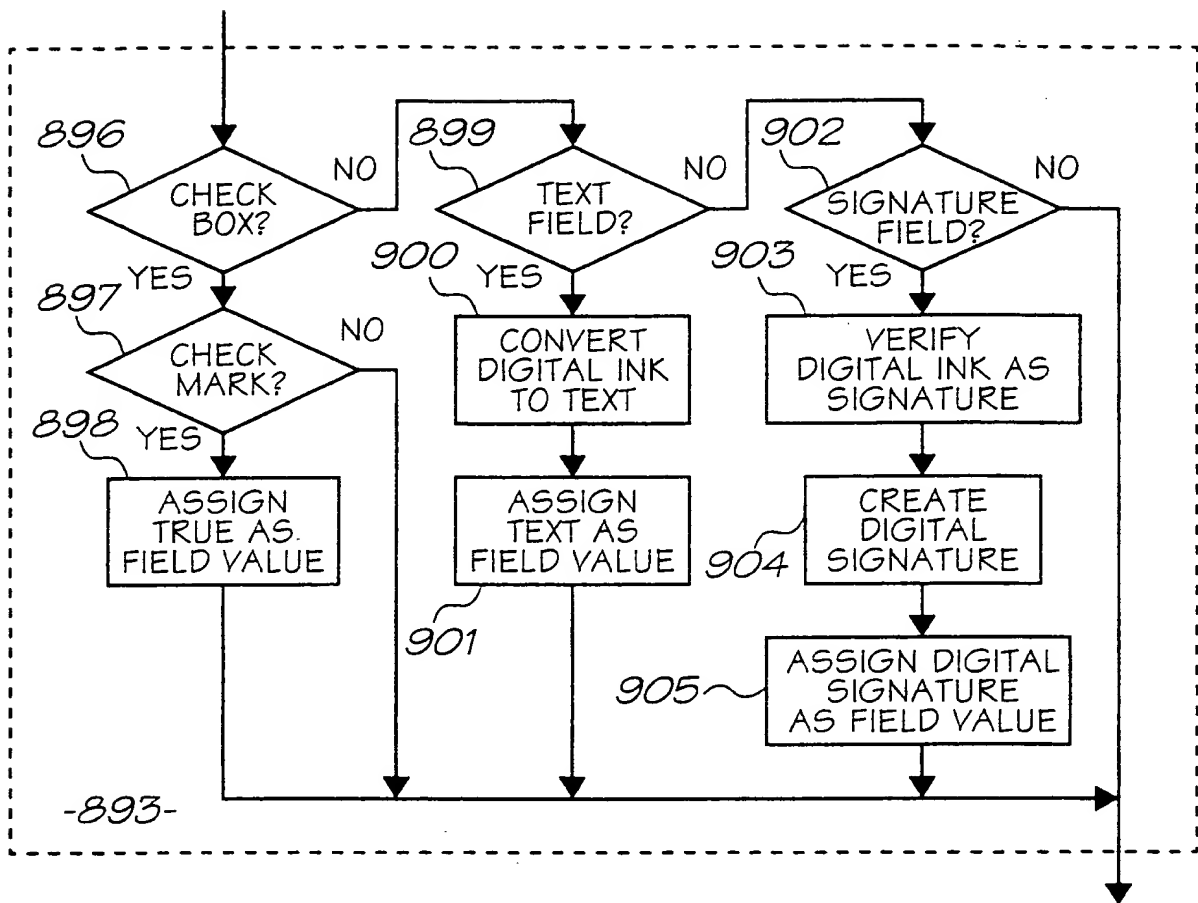 896
CHECK
BOX?
NO
YES
899
TEXT
FIELD?
NO
YES
902
SIGNATURE
FIELD?
NO
YES
897
CHECK
MARK?
NO
YES
900
CONVERT
DIGITAL INK
TO TEXT
903
VERIFY
DIGITAL INK AS
SIGNATURE
898
ASSIGN
TRUE AS.
FIELD VALUE
ASSIGN
TEXT AS
FIELD VALUE
901
CREATE
DIGITAL
SIGNATURE
904
ASSIGN DIGITAL
SIGNATURE
AS FIELD VALUE
905
-893-